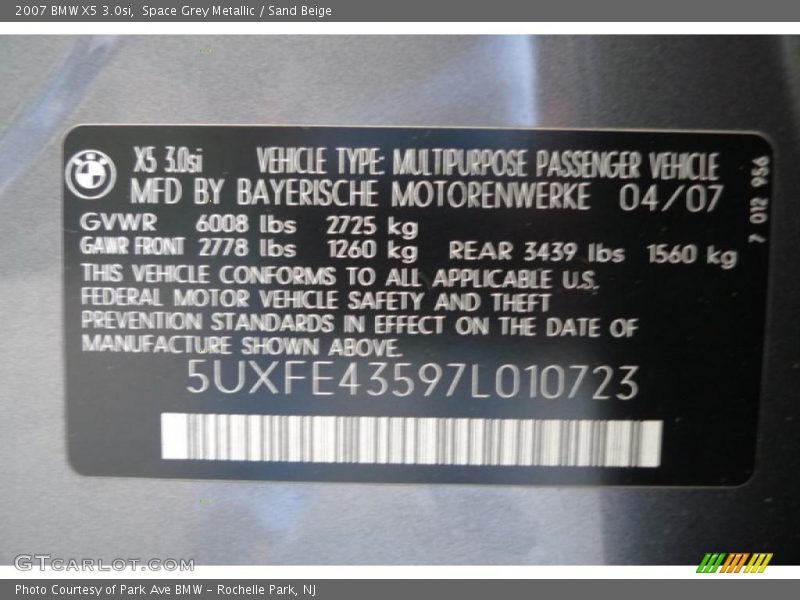 2007 BMW X5 3.0si, Space Grey Metallic / Sand Beige
BMW
X5 3.0si VEHICLE TYPE: MULTIPURPOSE PASSENGER VEHICLE
MFD BY BAYERISCHE MOTORENWERKE 04/07
GVWR 6008 lbs 2725 kg
GAWR FRONT 2778 lbs 1260 kg REAR 3439 lbs 1560 kg
THIS VEHICLE CONFORMS TO ALL APPLICABLE U.S.
FEDERAL MOTOR VEHICLE SAFETY AND THEFT
PREVENTION STANDARDS IN EFFECT ON THE DATE OF
MANUFACTURE SHOWN ABOVE.
5UXFE43597L010723
7 012 956
GTCarLot.com
Photo Courtesy of Park Ave BMW - Rochelle Park, NJ